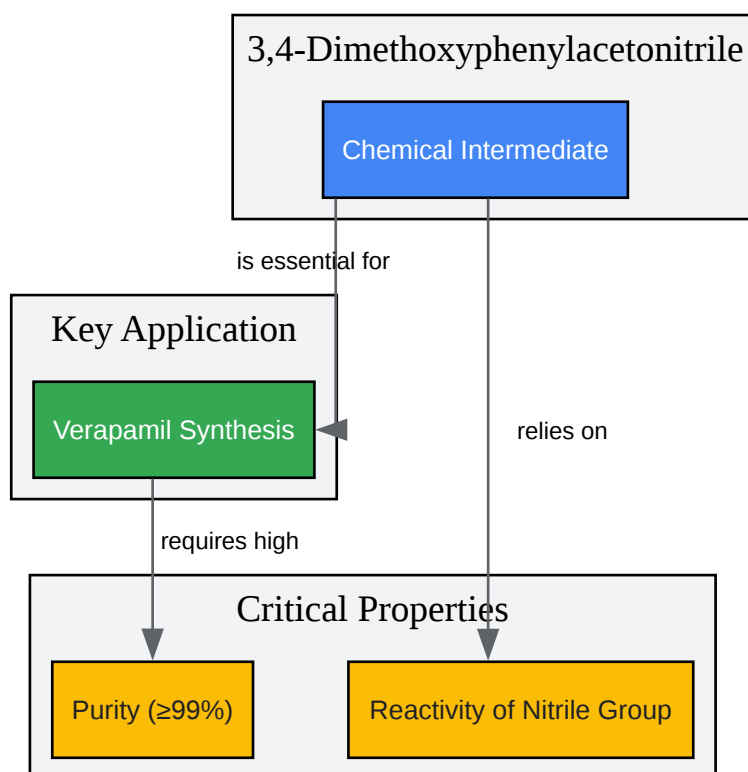 3,4-Dimethoxyphenylacetonitrile
Chemical Intermediate
is essential for
Key Application
Verapamil Synthesis
relies on
requires high
Critical Properties
Purity (≥99%)
Reactivity of Nitrile Group